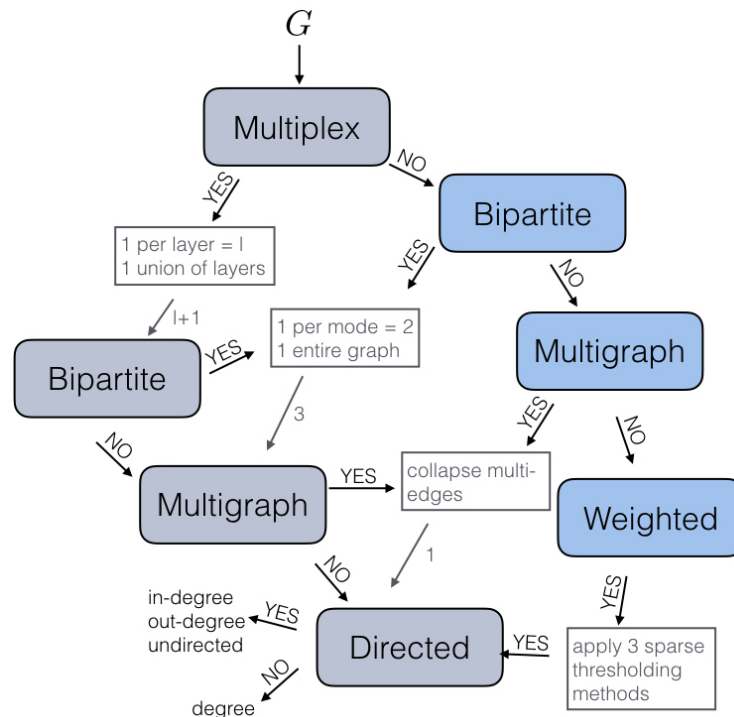 G
Multiplex
NO
YES
Bipartite
1 per layer = l
1 union of layers
YES
NO
l+1
1 per mode = 2
1 entire graph
Multigraph
YES
Bipartite
3
YES
NO
NO
YES
collapse multi-
edges
Multigraph
Weighted
1
NO
YES
in-degree
out-degree
undirected
YES
Directed
YES
apply 3 sparse
thresholding
methods
NO
degree